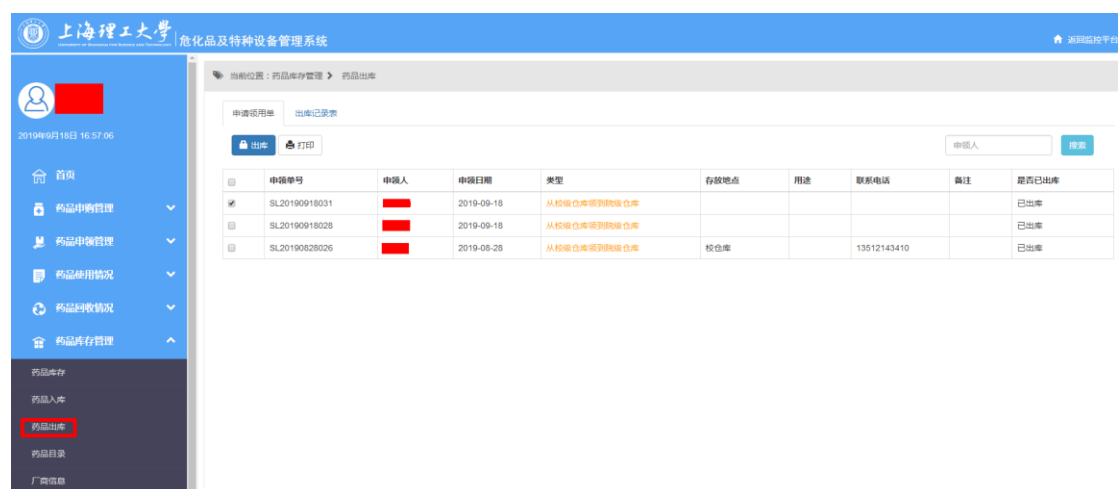 上海理工大學 危化品及特种设备管理系统
返回监控平台
当前位置：药品库存管理 药品出库
2019年9月18日 16:57:06
首页
药品申购管理
药品申领管理
药品使用情况
药品回收情况
药品库存管理
药品库存
药品入库
药品出库
药品目录
厂商信息
申请领用单 出库记录表
出库 打印 申领人 搜索
申领单号 申领人 申领日期 类型 存放地点 用途 联系电话 备注 是否已出库
SL20190918031 2019-09-18 从校级仓库领到院级仓库 已出库
SL20190918028 2019-09-18 从校级仓库领到院级仓库 已出库
SL20190828026 2019-08-28 从校级仓库领到院级仓库 校仓库 13512143410 已出库